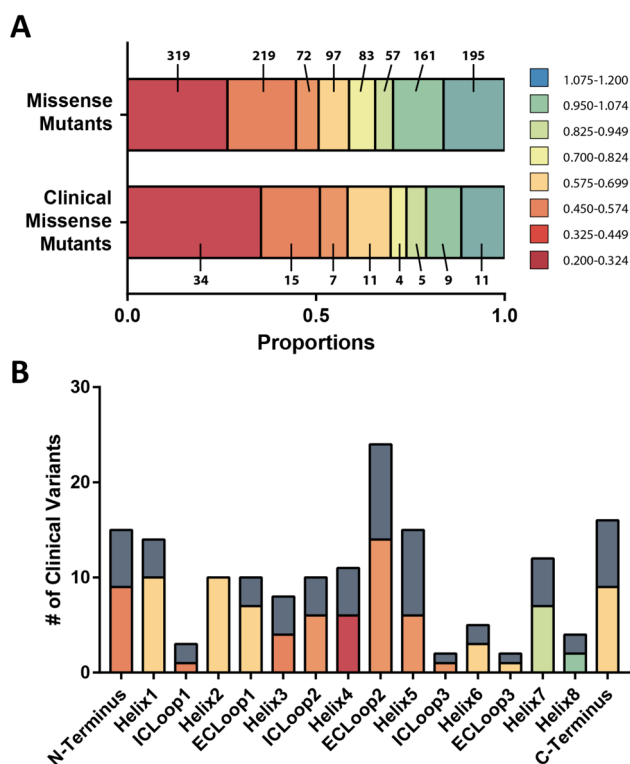 A
319 219 72 97 83 57 161 195
Missense
Mutants
Clinical
Missense
Mutants
34 15 7 11 4 5 9 11
0.0 0.5 1.0
Proportions
1.075-1.200
0.950-1.074
0.825-0.949
0.700-0.824
0.575-0.699
0.450-0.574
0.325-0.449
0.200-0.324
B
# of Clinical Variants
30
20
10
0
N-Terminus
Helix1
ICLoop1
Helix2
ECLoop1
Helix3
ICLoop2
Helix4
ECLoop2
Helix5
ICLoop3
Helix6
ECLoop3
Helix7
Helix8
C-Terminus